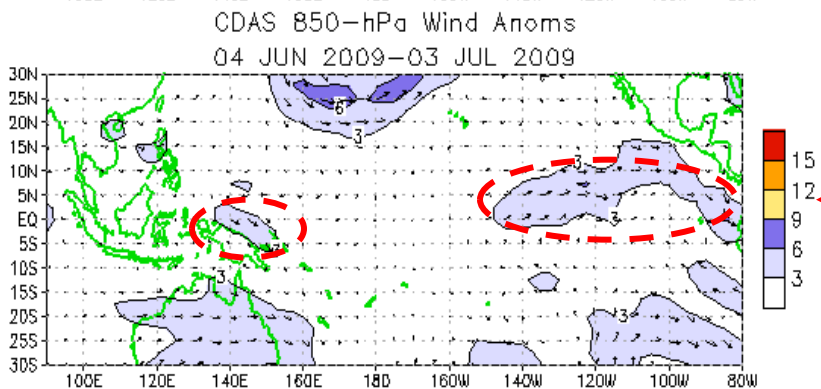 CDAS 850-hPa Wind Anoms
04 JUN 2009-03 JUL 2009
30N
25N
20N
15N
10N
5N
EQ
5S
10S
15S
20S
25S
30S
6
3
3
3
3
3
100E 120E 140E 160E 180 160W 140W 120W 100W 80W
15
12
9
6
3